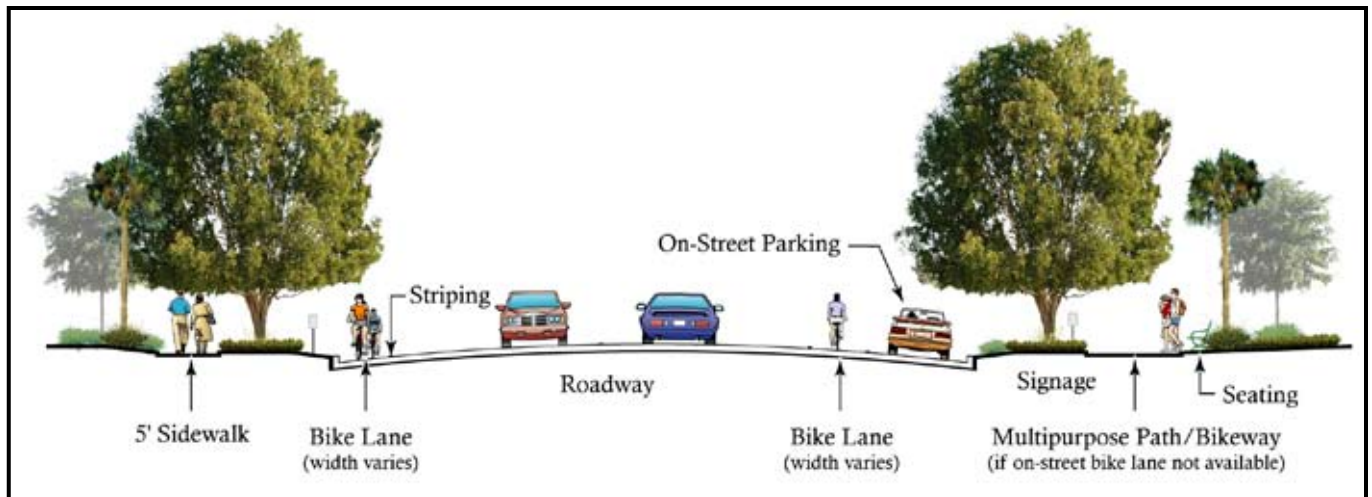 On-Street Parking
Striping
Roadway
Signage
Seating
5' Sidewalk
Bike Lane
(width varies)
Bike Lane
(width varies)
Multipurpose Path/Bikeway
(if on-street bike lane not available)